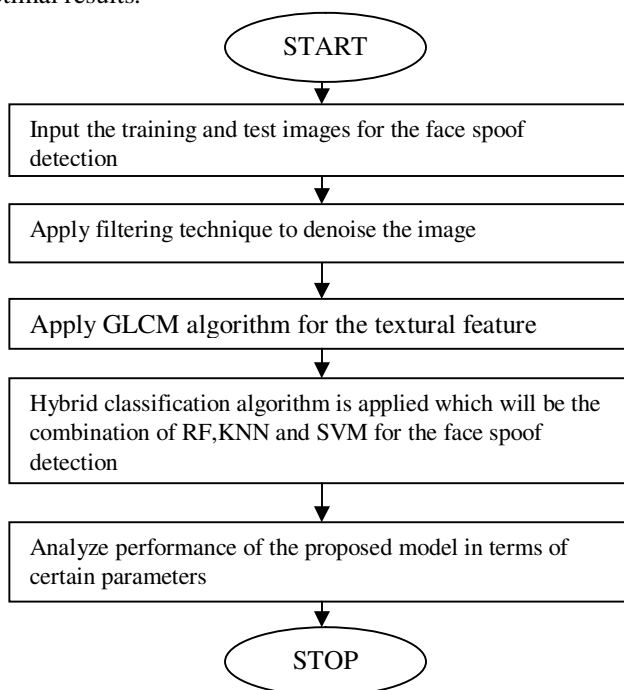 results.
START
Input the training and test images for the face spoof
detection
Apply filtering technique to denoise the image
Apply GLCM algorithm for the textural feature
Hybrid classification algorithm is applied which will be the
combination of RF,KNN and SVM for the face spoof
detection
Analyze performance of the proposed model in terms of
certain parameters
STOP